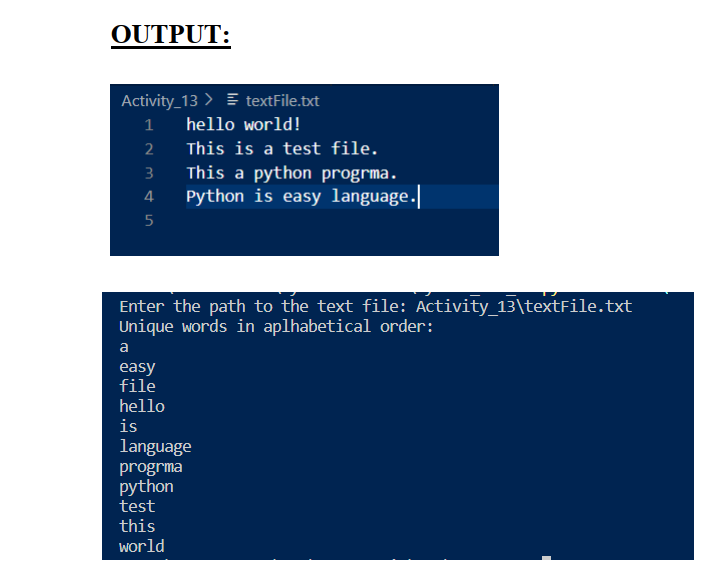 OUTPUT:
Activity_13 > textFile.txt
1 hello world!
2 This is a test file.
3 This a python progrma.
4 Python is easy language.
5
Enter the path to the text file: Activity_13\textFile.txt
Unique words in aplhabetical order:
a
easy
file
hello
is
language
progrma
python
test
this
world